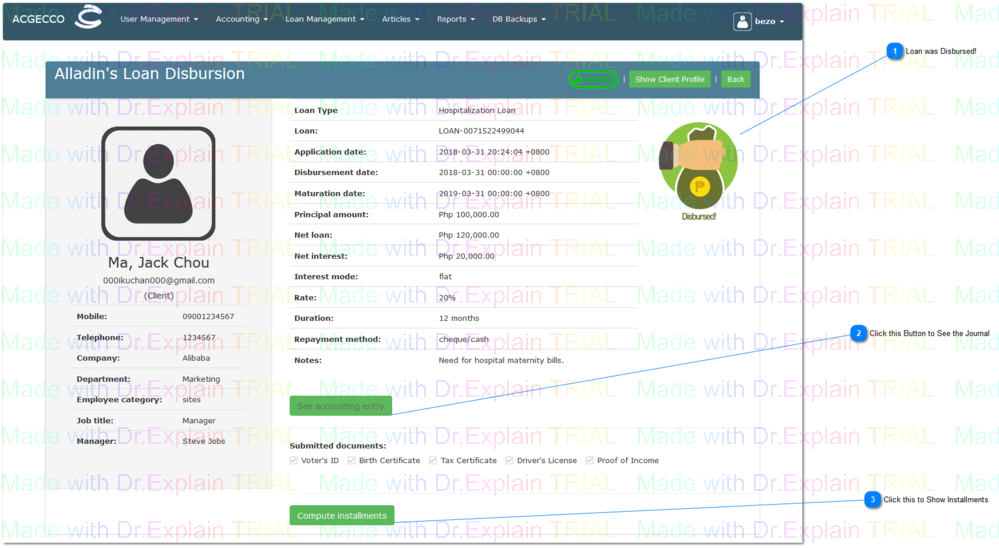 ACGECCO User Management Accounting Loan Management Articles Reports DB Backups bezo
1 Loan was Disbursed!
Alladin's Loan Disbursion
| Show Client Profile | Back
Loan Type Hospitalization Loan
Loan: LOAN-0071522499044
Application date: 2018-03-31 20:24:04 +0800
Disbursement date: 2018-03-31 00:00:00 +0800
Maturation date: 2019-03-31 00:00:00 +0800
Principal amount: Php 100,000.00
Net loan: Php 120,000.00
Net interest: Php 20,000.00
Interest mode: flat
Rate: 20%
Duration: 12 months
Repayment method: cheque/cash
Notes: Need for hospital maternity bills.
P
Disbursed!
Ma, Jack Chou
000ikuchan000@gmail.com
(Client)
Mobile: 09001234567
Telephone: 1234567
Company: Alibaba
Department: Marketing
Employee category: sites
Job title: Manager
Manager: Steve Jobs
2 Click this Button to See the Journal
See accounting entry
Submitted documents:
Voter's ID Birth Certificate Tax Certificate Driver's License Proof of Income
3 Click this to Show Installments
Compute installments
Made with Dr.Explain TRIAL